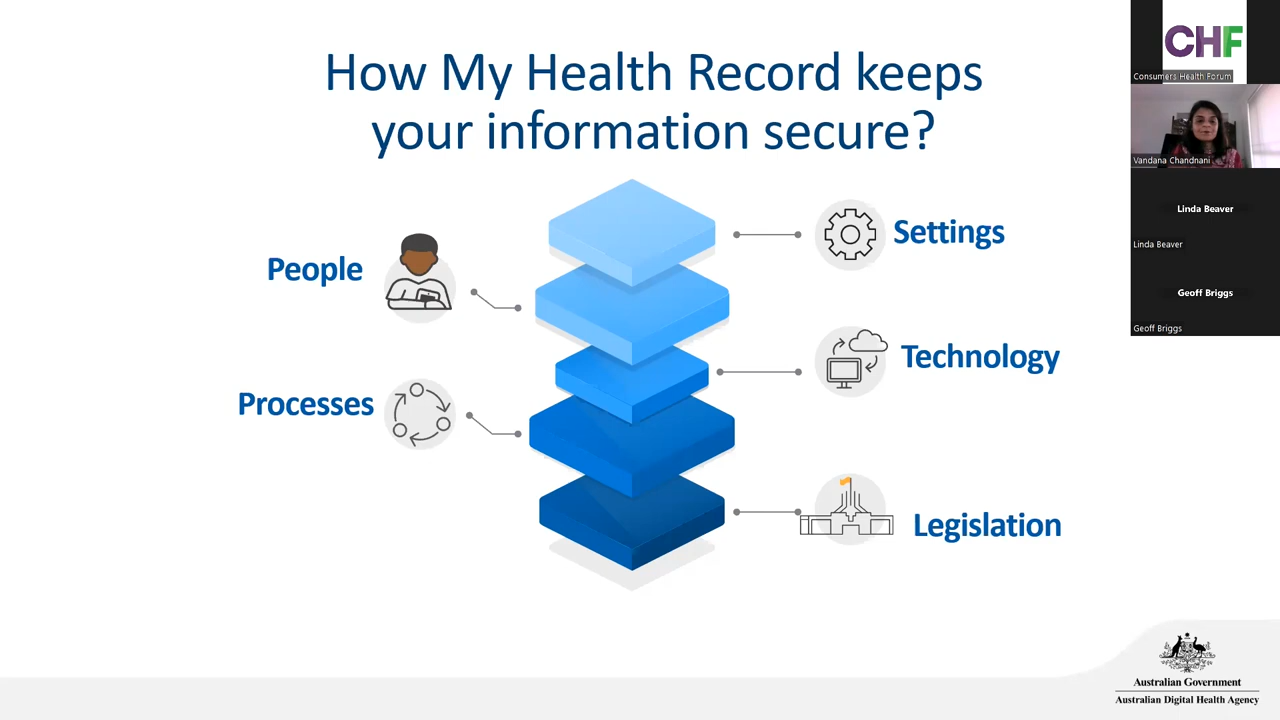 How My Health Record keeps
your information secure?
People
Processes
Settings
Technology
Legislation
CHF
Consumers Health Forum
Vandana Chandnani
Linda Beaver
Linda Beaver
Geoff Briggs
Geoff Briggs
Australian Government
Australian Digital Health Agency